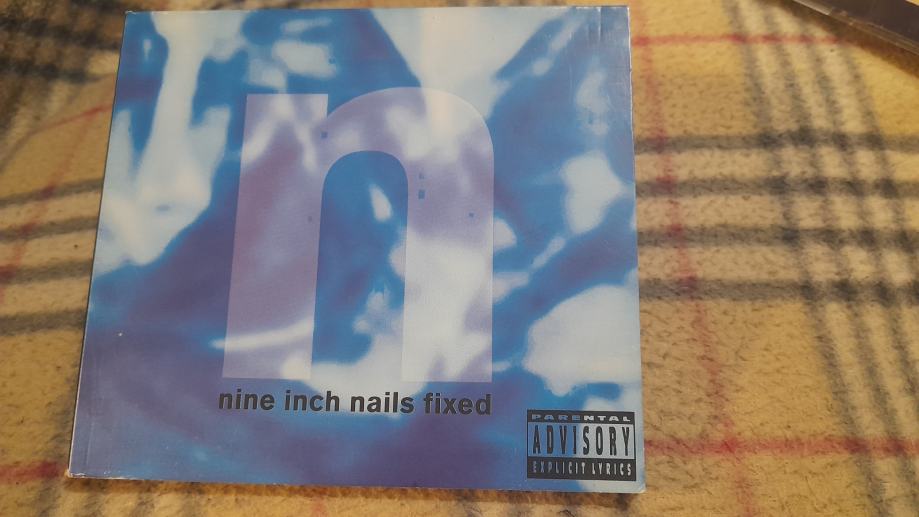 n
nine inch nails fixed
PARENTAL
ADVISORY
EXPLICIT LYRICS